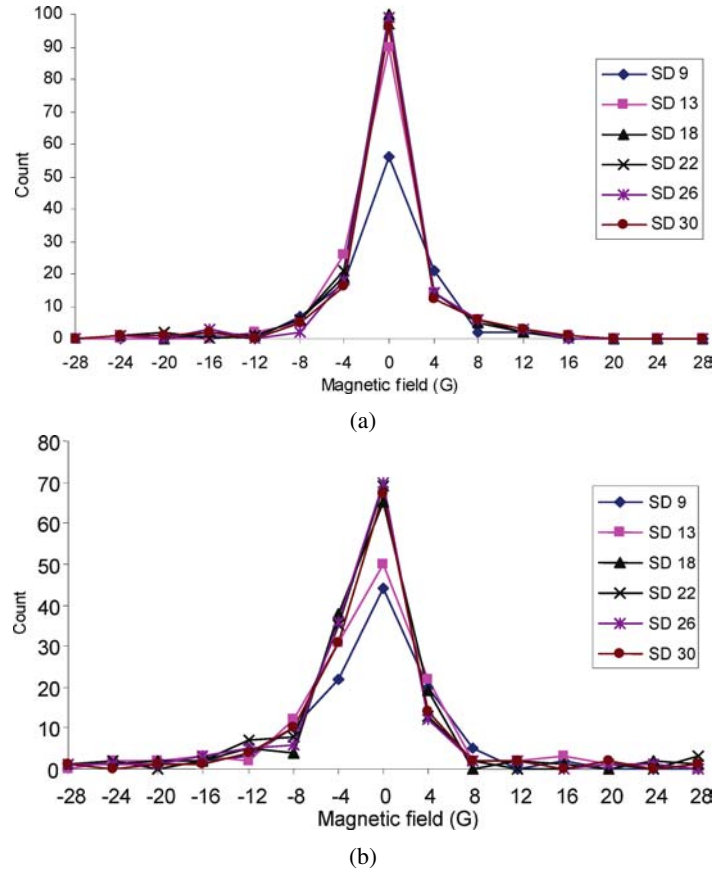 100
90
80
70
60
50
40
30
20
10
0
Count
-28 -24 -20 -16 -12 -8 -4 0 4 8 12 16 20 24 28
Magnetic field (G)
SD 9
SD 13
SD 18
SD 22
SD 26
SD 30
(a)
80
70
60
50
40
30
20
10
0
Count
-28 -24 -20 -16 -12 -8 -4 0 4 8 12 16 20 24 28
Magnetic field (G)
SD 9
SD 13
SD 18
SD 22
SD 26
SD 30
(b)